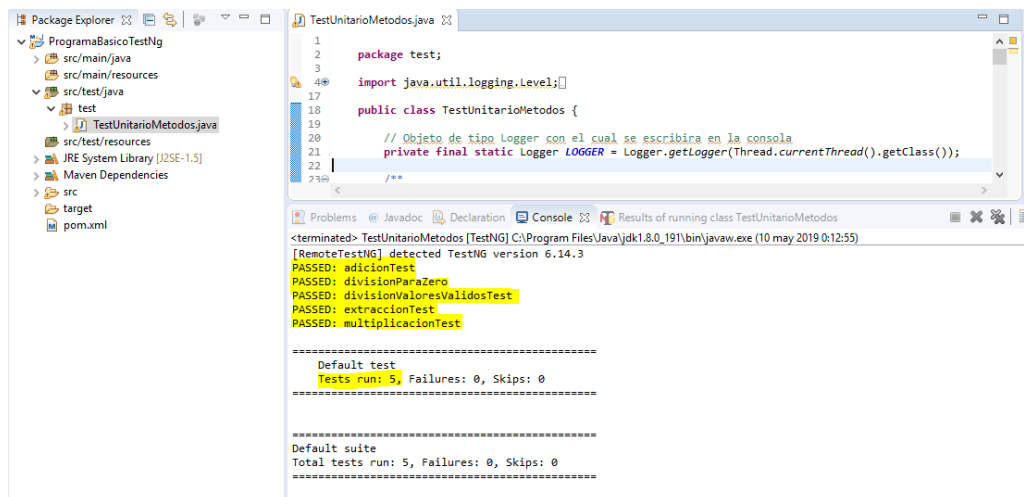 Package Explorer
ProgramaBasicoTestNg
src/main/java
src/main/resources
src/test/java
test
TestUnitarioMetodos.java
src/test/resources
JRE System Library [J2SE-1.5]
Maven Dependencies
src
target
pom.xml
TestUnitarioMetodos.java
1
2 package test;
3
4 import java.util.logging.Level;
17
18 public class TestUnitarioMetodos {
19
20 // Objeto de tipo Logger con el cual se escribira en la consola
21 private final static Logger LOGGER = Logger.getLogger(Thread.currentThread().getClass());
22
23 /**
Problems @ Javadoc Declaration Console Results of running class TestUnitarioMetodos
<terminated> TestUnitarioMetodos [TestNG] C:\Program Files\Java\jdk1.8.0_191\bin\javaw.exe (10 may 2019 0:12:55)
[RemoteTestNG] detected TestNG version 6.14.3
PASSED: adicionTest
PASSED: divisionParaZero
PASSED: divisionValoresValidosTest
PASSED: extraccionTest
PASSED: multiplicacionTest
===============================================
Default test
Tests run: 5, Failures: 0, Skips: 0
===============================================
===============================================
Default suite
Total tests run: 5, Failures: 0, Skips: 0
===============================================